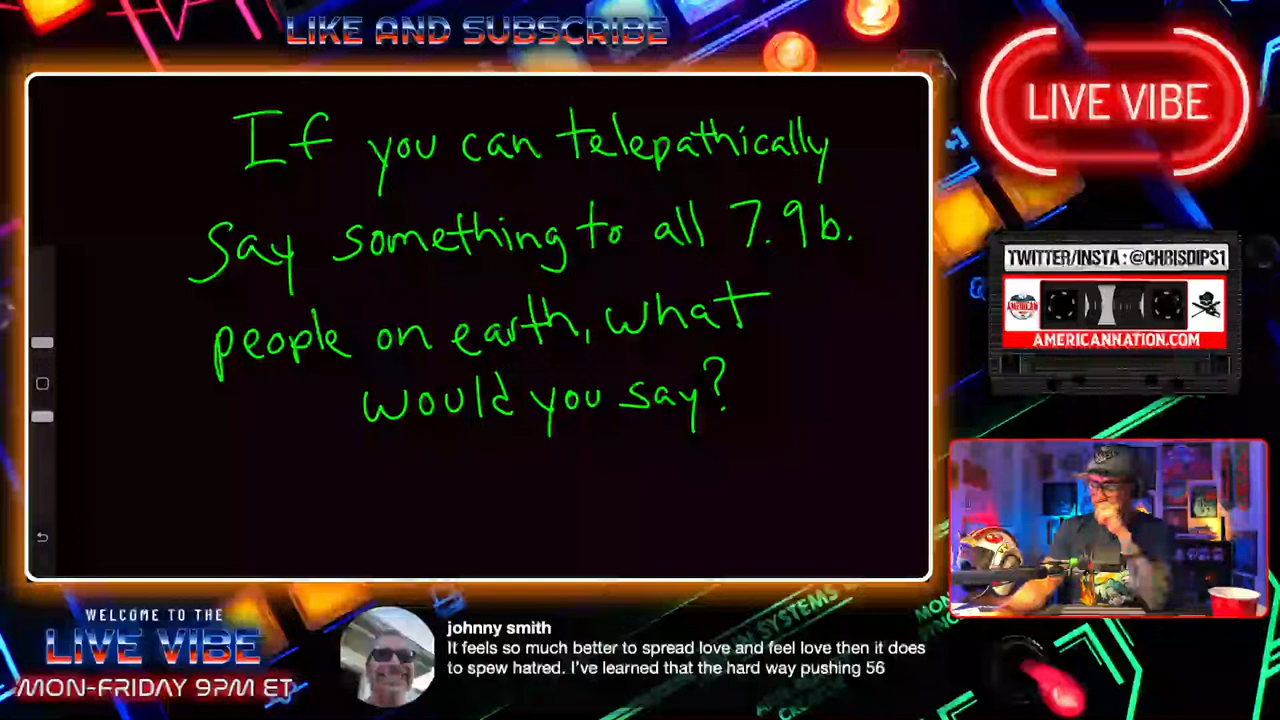 LIKE AND SUBSCRIBE
If you can telepathically
say something to all 7.9b.
people on earth, what
would you say?
LIVE VIBE
TWITTER/INSTA : @CHRISDIPS1
AMERICANNATION.COM
WELCOME TO THE
LIVE VIBE
MON-FRIDAY 9PM ET
johnny smith
It feels so much better to spread love and feel love then it does
to spew hatred. I've learned that the hard way pushing 56
SYSTEMS